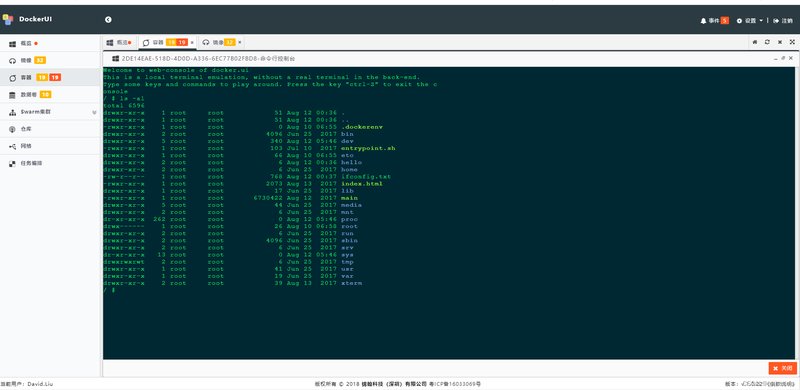 DockerUI
事件 5 设置 | 注销
概览
镜像 32
容器 19 19
数据卷 10
Swarm集群
仓库
网络
任务编排
概览 容器 19 19 × 镜像 32 ×
2DE14EAE-518D-4D0D-A336-6EC77B02FBD8-命令行控制台
Welcome to web-console of docker.ui
This is a local terminal emulation, without a real terminal in the back-end.
Type some keys and commands to play around. Press the key "ctrl-Z" to exit the c
onsole
/ $ ls -al
total 6596
drwxr-xr-x 1 root root 51 Aug 12 00:36 .
drwxr-xr-x 1 root root 51 Aug 12 00:36 ..
-rwxr-xr-x 1 root root 0 Aug 10 06:55 .dockerenv
drwxr-xr-x 2 root root 4096 Jun 25 2017 bin
drwxr-xr-x 5 root root 340 Aug 12 05:46 dev
-rwxr-xr-x 1 root root 103 Jul 10 2017 entrypoint.sh
drwxr-xr-x 1 root root 66 Aug 10 06:55 etc
drwxr-xr-x 2 root root 6 Aug 12 00:36 hello
drwxr-xr-x 2 root root 6 Jun 25 2017 home
-rw-r--r-- 1 root root 768 Aug 12 00:37 ifconfig.txt
-rwxr-xr-x 1 root root 2073 Aug 13 2017 index.html
drwxr-xr-x 1 root root 17 Jun 25 2017 lib
-rwxr-xr-x 1 root root 6730422 Aug 12 2017 main
drwxr-xr-x 5 root root 44 Jun 25 2017 media
drwxr-xr-x 2 root root 6 Jun 25 2017 mnt
dr-xr-xr-x 262 root root 0 Aug 12 05:46 proc
drwx------ 1 root root 26 Aug 10 06:58 root
drwxr-xr-x 2 root root 6 Jun 25 2017 run
drwxr-xr-x 2 root root 4096 Jun 25 2017 sbin
drwxr-xr-x 2 root root 6 Jun 25 2017 srv
dr-xr-xr-x 13 root root 0 Aug 12 05:46 sys
drwxrwxrwt 2 root root 6 Jun 25 2017 tmp
drwxr-xr-x 1 root root 41 Jun 25 2017 usr
drwxr-xr-x 1 root root 19 Jun 25 2017 var
drwxr-xr-x 2 root root 39 Aug 13 2017 xterm
/ $
关闭
当前用户：David.Liu 版权所有 © 2018 (深圳)有限公司 粤ICP备16033069号 版本：